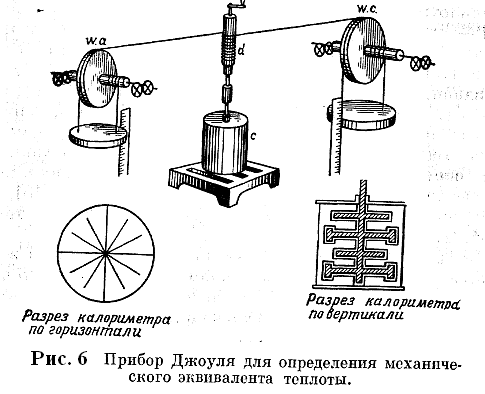 w.a
w.c.
d
c
Разрез калориметра
по горизонтали
Разрез калориметра
по вертикали
Рис. 6 Прибор Джоуля для определения механиче-
ского эквивалента теплоты.